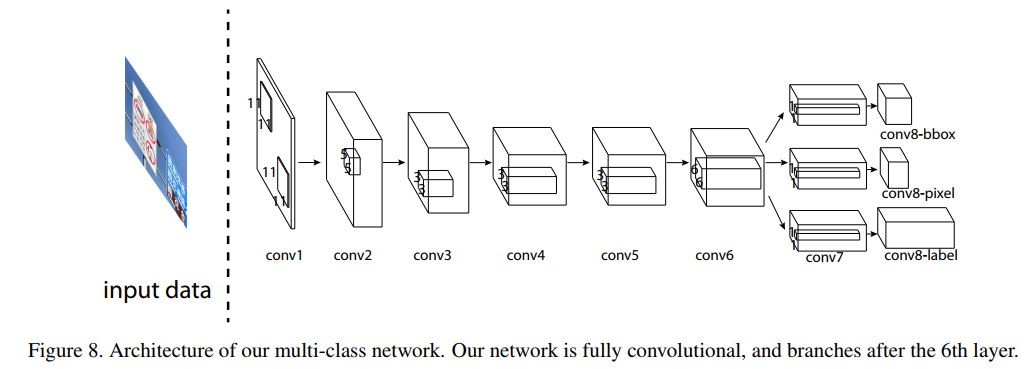 11
11
11
11
5
5
3
3
3
3
3
3
6
6
1
1
1
1
1
1
conv8-bbox
conv8-pixel
conv1
conv2
conv3
conv4
conv5
conv6
conv7
conv8-label
input data
Figure 8. Architecture of our multi-class network. Our network is fully convolutional, and branches after the 6th layer.